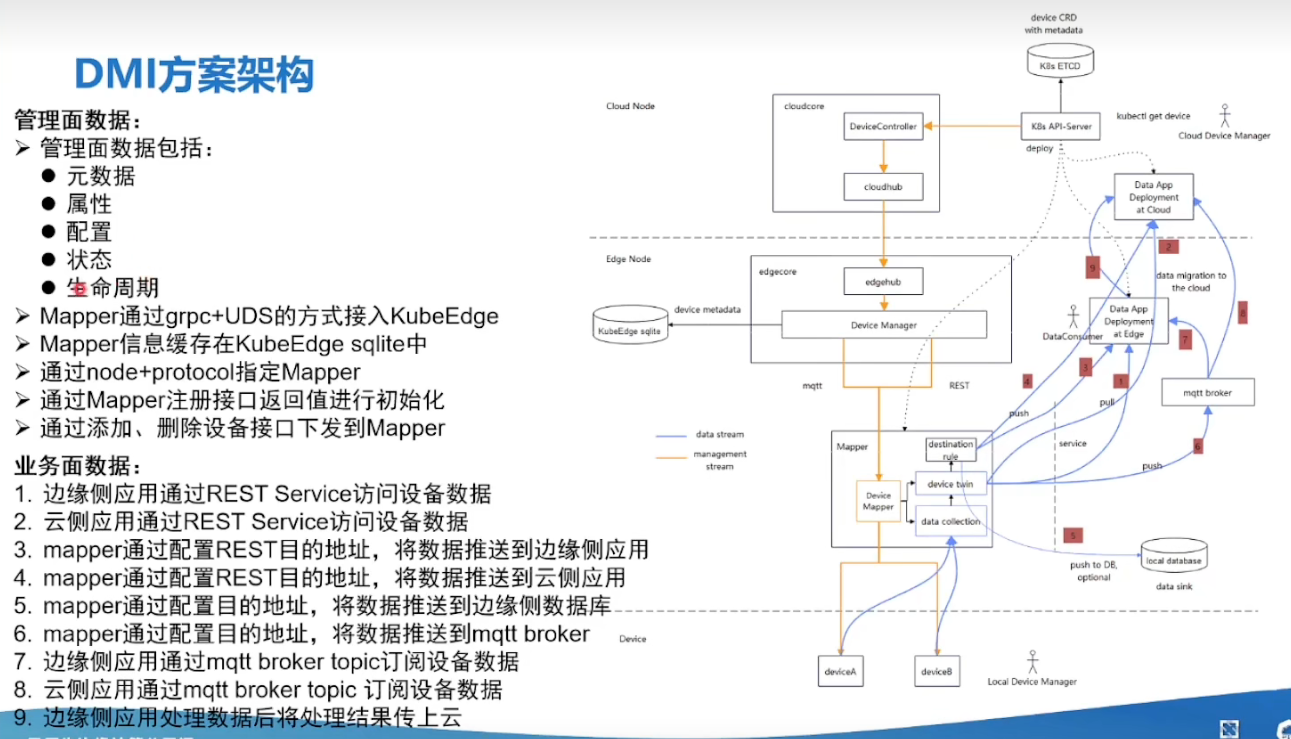 DMI方案架构
管理面数据：
➢ 管理面数据包括：
● 元数据
● 属性
● 配置
● 状态
● 生命周期
➢ Mapper通过grpc+UDS的方式接入KubeEdge
➢ Mapper信息缓存在KubeEdge sqlite中
➢ 通过node+protocol指定Mapper
➢ 通过Mapper注册接口返回值进行初始化
➢ 通过添加、删除设备接口下发到Mapper
业务面数据：
1. 边缘侧应用通过REST Service访问设备数据
2. 云侧应用通过REST Service访问设备数据
3. mapper通过配置REST目的地址，将数据推送到边缘侧应用
4. mapper通过配置REST目的地址，将数据推送到云侧应用
5. mapper通过配置目的地址，将数据推送到边缘侧数据库
6. mapper通过配置目的地址，将数据推送到mqtt broker
7. 边缘侧应用通过mqtt broker topic订阅设备数据
8. 云侧应用通过mqtt broker topic 订阅设备数据
9. 边缘侧应用处理数据后将处理结果传上云
device CRD
with metadata
K8s ETCD
Cloud Node
cloudcore
DeviceController
K8s API-Server
kubectl get device
Cloud Device Manager
deploy
cloudhub
Data App
Deployment
at Cloud
2
Edge Node
edgecore
9
edgehub
data migration to
the cloud
device metadata
KubeEdge sqlite
Device Manager
Data App
Deployment
at Edge
DataConsumer
8
7
mqtt
REST
4
3
1
pull
push
mqtt broker
data stream
management
stream
Mapper
destination
rule
service
6
device twin
push
Device
Mapper
data collection
5
push to DB,
optional
local database
data sink
Device
deviceA
deviceB
Local Device Manager